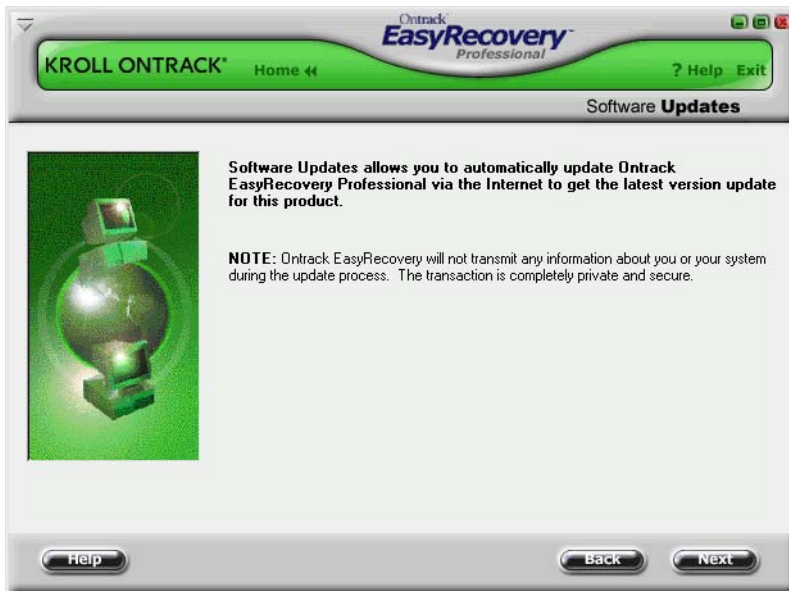 Ontrack
EasyRecovery™
Professional
KROLL ONTRACK®
Home
? Help Exit
Software Updates
Software Updates allows you to automatically update Ontrack
EasyRecovery Professional via the Internet to get the latest version update
for this product.
NOTE: Ontrack EasyRecovery will not transmit any information about you or your system
during the update process. The transaction is completely private and secure.
Help
Back
Next